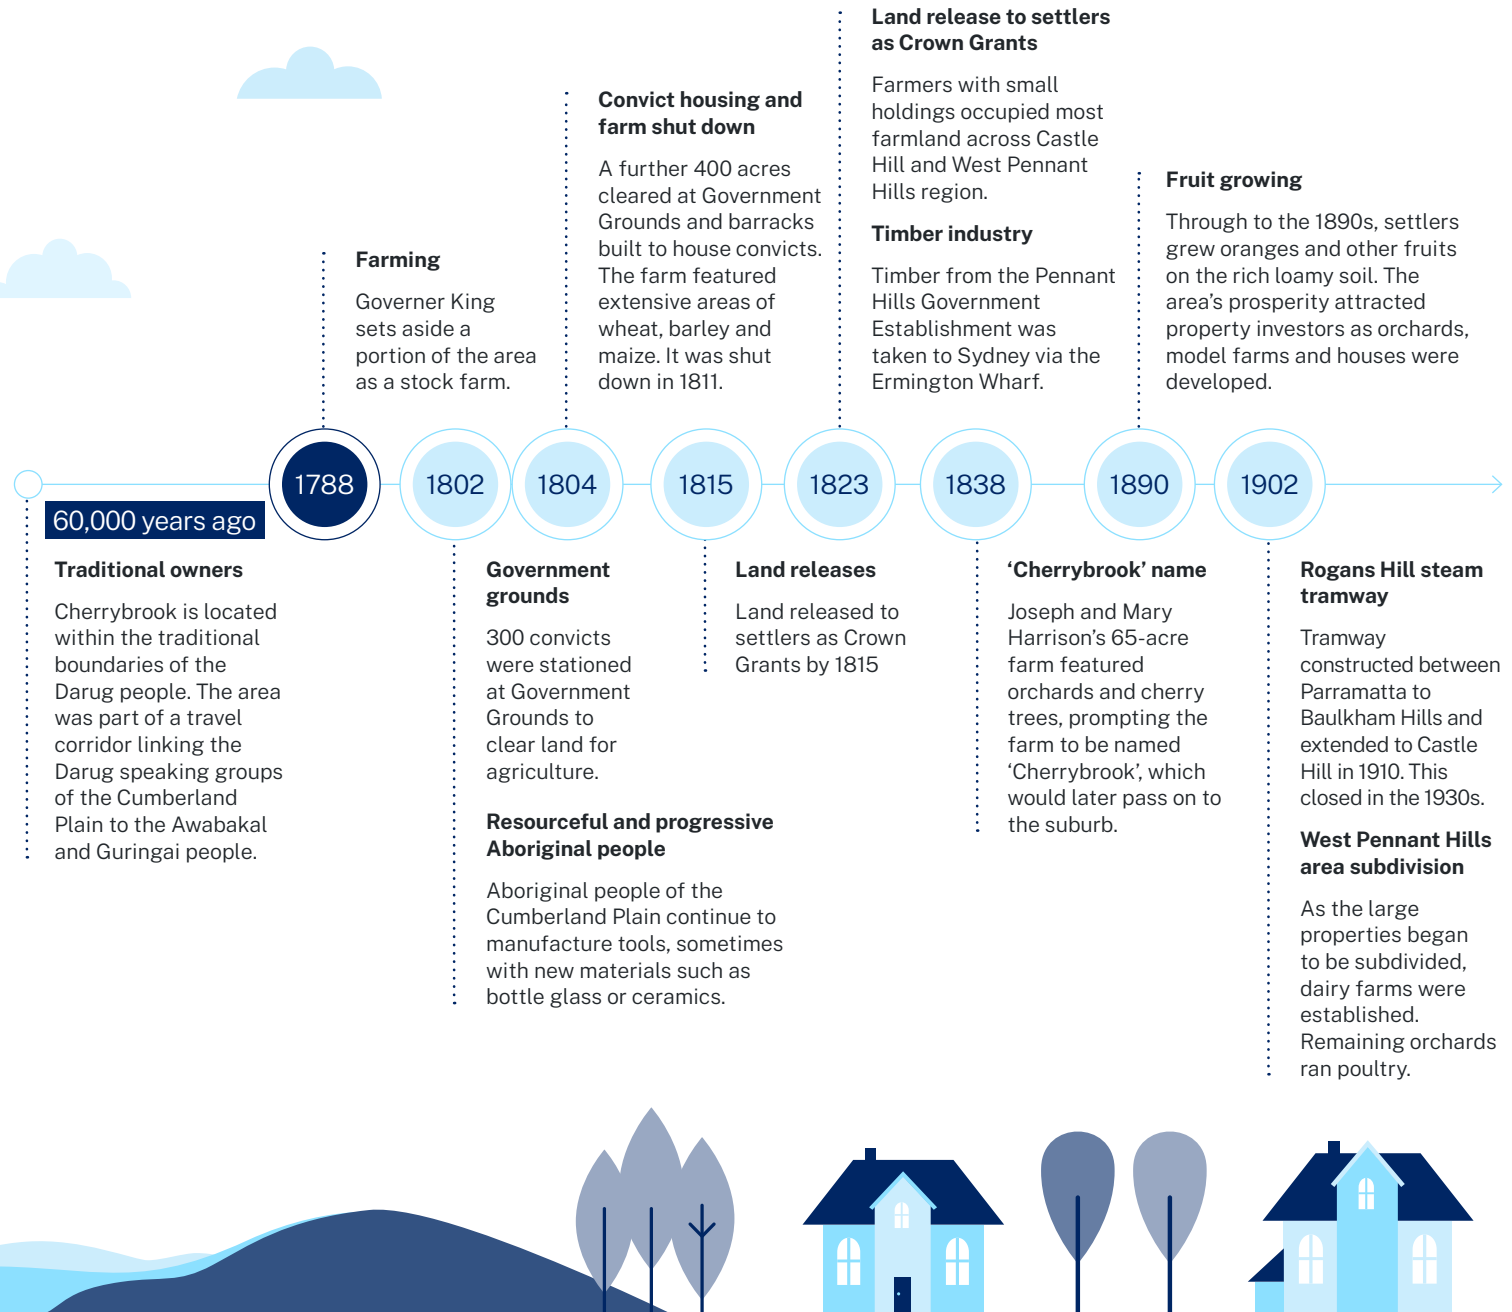 60,000 years ago
Traditional owners
Cherrybrook is located
within the traditional
boundaries of the
Darug people. The area
was part of a travel
corridor linking the
Darug speaking groups
of the Cumberland
Plain to the Awabakal
and Guringai people.
1788
Farming
Governer King
sets aside a
portion of the area
as a stock farm.
1802
Government
grounds
300 convicts
were stationed
at Government
Grounds to
clear land for
agriculture.
Resourceful and progressive
Aboriginal people
Aboriginal people of the
Cumberland Plain continue to
manufacture tools, sometimes
with new materials such as
bottle glass or ceramics.
1804
Convict housing and
farm shut down
A further 400 acres
cleared at Government
Grounds and barracks
built to house convicts.
The farm featured
extensive areas of
wheat, barley and
maize. It was shut
down in 1811.
1815
Land releases
Land released to
settlers as Crown
Grants by 1815
1823
Land release to settlers
as Crown Grants
Farmers with small
holdings occupied most
farmland across Castle
Hill and West Pennant
Hills region.
Timber industry
Timber from the Pennant
Hills Government
Establishment was
taken to Sydney via the
Ermington Wharf.
1838
‘Cherrybrook’ name
Joseph and Mary
Harrison’s 65-acre
farm featured
orchards and cherry
trees, prompting the
farm to be named
‘Cherrybrook’, which
would later pass on to
the suburb.
1890
Fruit growing
Through to the 1890s, settlers
grew oranges and other fruits
on the rich loamy soil. The
area’s prosperity attracted
property investors as orchards,
model farms and houses were
developed.
1902
Rogans Hill steam
tramway
Tramway
constructed between
Parramatta to
Baulkham Hills and
extended to Castle
Hill in 1910. This
closed in the 1930s.
West Pennant Hills
area subdivision
As the large
properties began
to be subdivided,
dairy farms were
established.
Remaining orchards
ran poultry.